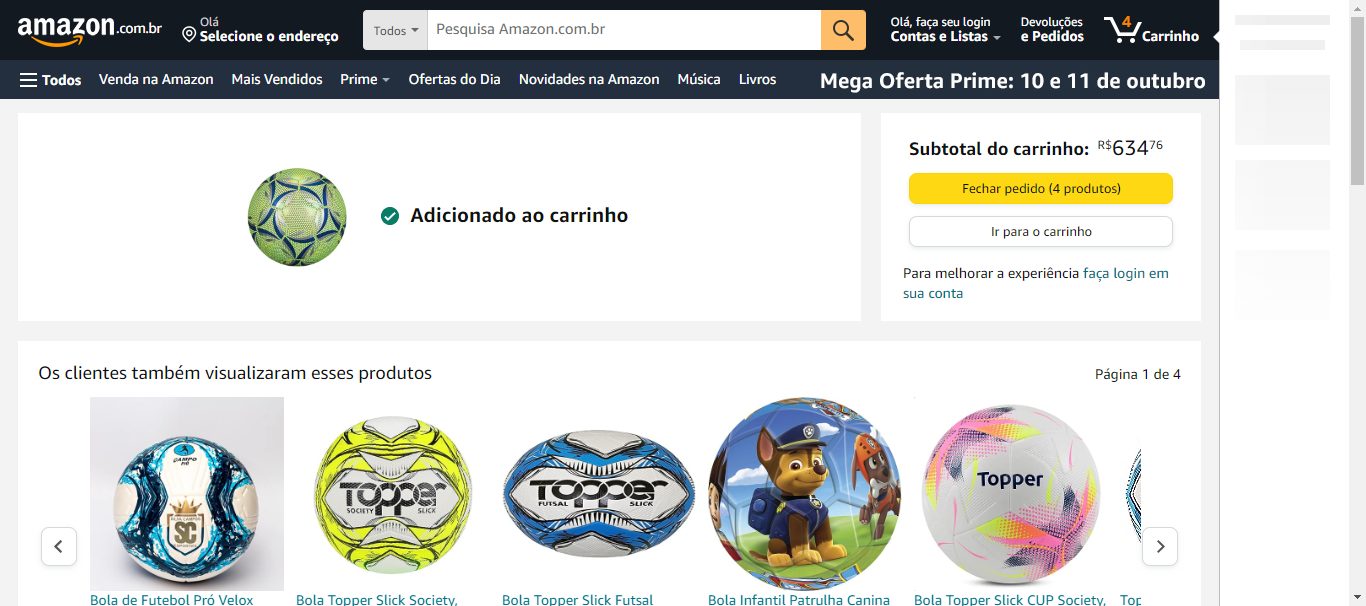 amazon.com.br
Olá
Selecione o endereço
Todos
Pesquisa Amazon.com.br
Olá, faça seu login
Contas e Listas
Devoluções
e Pedidos
4
Carrinho
Todos
Venda na Amazon
Mais Vendidos
Prime
Ofertas do Dia
Novidades na Amazon
Música
Livros
Mega Oferta Prime: 10 e 11 de outubro
Adicionado ao carrinho
Subtotal do carrinho: R$63476
Fechar pedido (4 produtos)
Ir para o carrinho
Para melhorar a experiência faça login em
sua conta
Os clientes também visualizaram esses produtos
Página 1 de 4
CAMPO
PRÓ
SC
TOPPER
SOCIETY SLICK
TOPPER
FUTSAL SLICK
Topper
Bola de Futebol Pró Velox
Bola Topper Slick Society,
Bola Topper Slick Futsal
Bola Infantil Patrulha Canina
Bola Topper Slick CUP Society,
Top